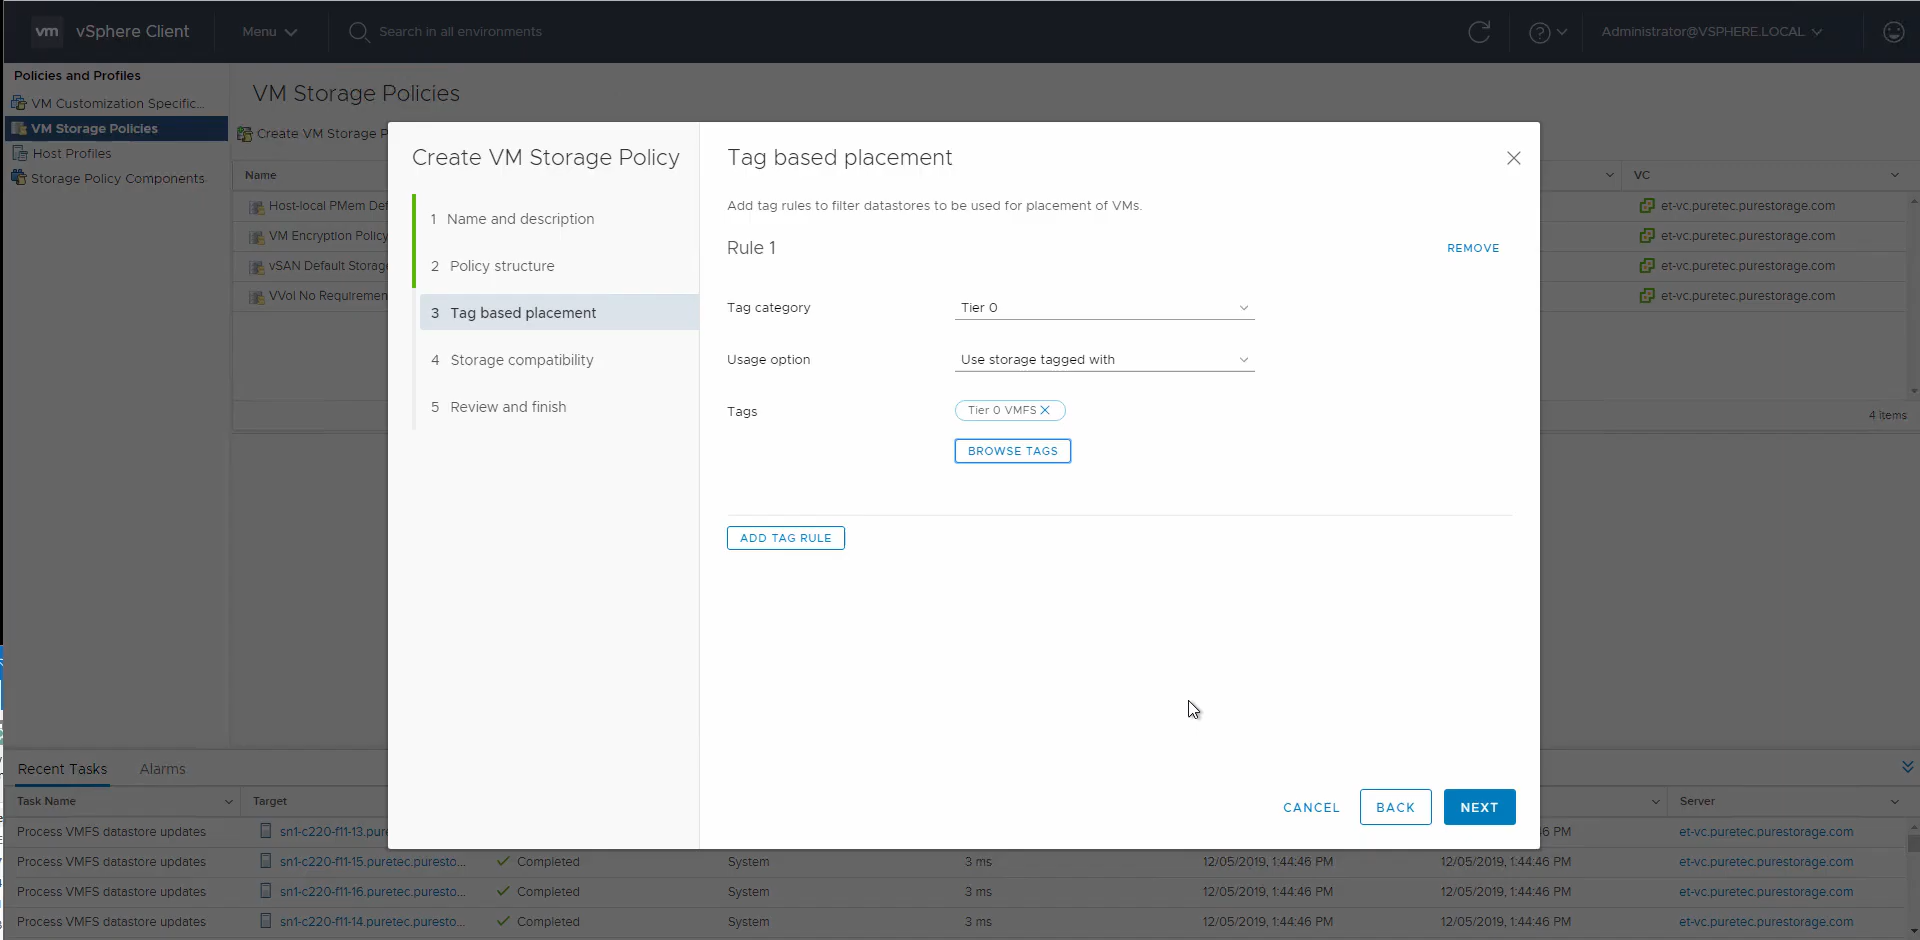 vm vSphere Client Menu Search in all environments Administrator@VSPHERE.LOCAL
Policies and Profiles
VM Customization Specific...
VM Storage Policies
Host Profiles
Storage Policy Components
VM Storage Policies
Create VM Storage P
Name VC
Host-local PMem Def et-vc.puretec.purestorage.com
VM Encryption Policy et-vc.puretec.purestorage.com
vSAN Default Storage et-vc.puretec.purestorage.com
VVol No Requiremen et-vc.puretec.purestorage.com
4 items
Create VM Storage Policy
1 Name and description
2 Policy structure
3 Tag based placement
4 Storage compatibility
5 Review and finish
Tag based placement
Add tag rules to filter datastores to be used for placement of VMs.
Rule 1 REMOVE
Tag category Tier 0
Usage option Use storage tagged with
Tags Tier 0 VMFS
BROWSE TAGS
ADD TAG RULE
CANCEL BACK NEXT
Recent Tasks Alarms
Task Name Target Server
Process VMFS datastore updates sn1-c220-f11-13.pure 46 PM et-vc.puretec.purestorage.com
Process VMFS datastore updates sn1-c220-f11-15.puretec.puresto... Completed System 3 ms 12/05/2019, 1:44:46 PM 12/05/2019, 1:44:46 PM et-vc.puretec.purestorage.com
Process VMFS datastore updates sn1-c220-f11-16.puretec.puresto... Completed System 3 ms 12/05/2019, 1:44:46 PM 12/05/2019, 1:44:46 PM et-vc.puretec.purestorage.com
Process VMFS datastore updates sn1-c220-f11-14.puretec.puresto... Completed System 3 ms 12/05/2019, 1:44:46 PM 12/05/2019, 1:44:46 PM et-vc.puretec.purestorage.com